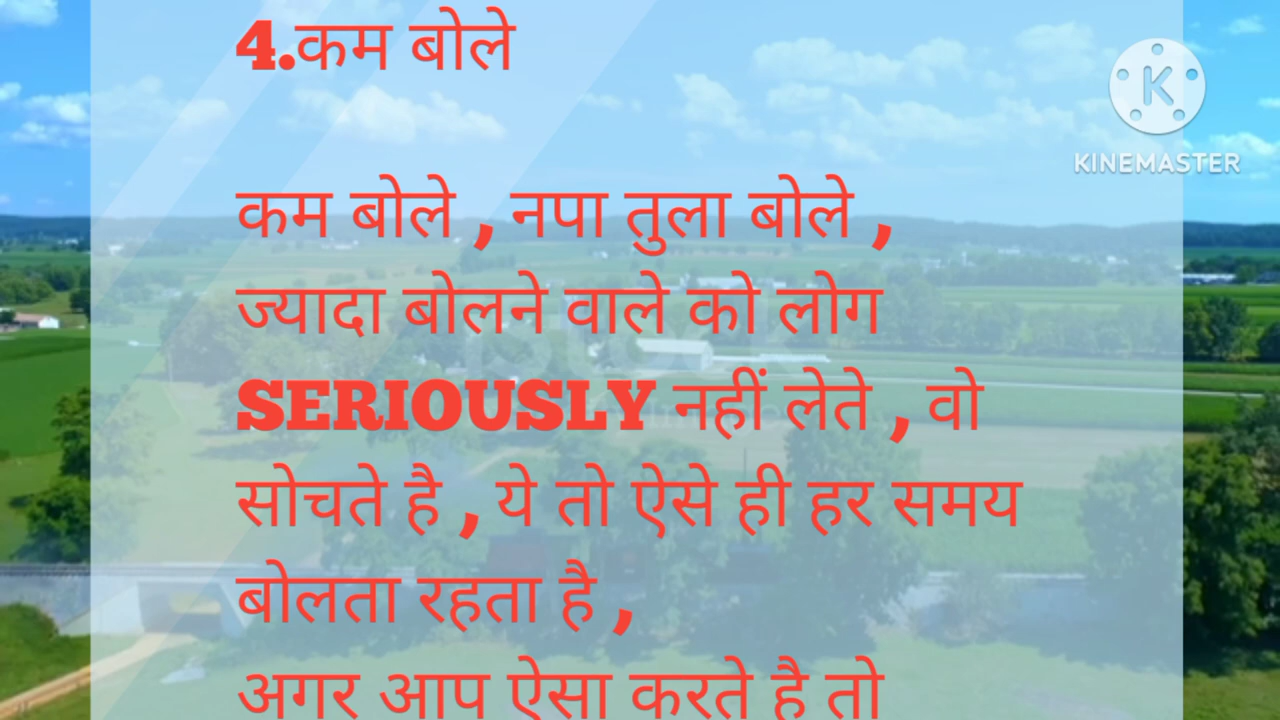 4.कम बोले
KINEMASTER
कम बोले , नपा तुला बोले ,
ज्यादा बोलने वाले को लोग
SERIOUSLY नहीं लेते , वो
सोचते है , ये तो ऐसे ही हर समय
बोलता रहता है ,
अगर आप ऐसा करते है तो